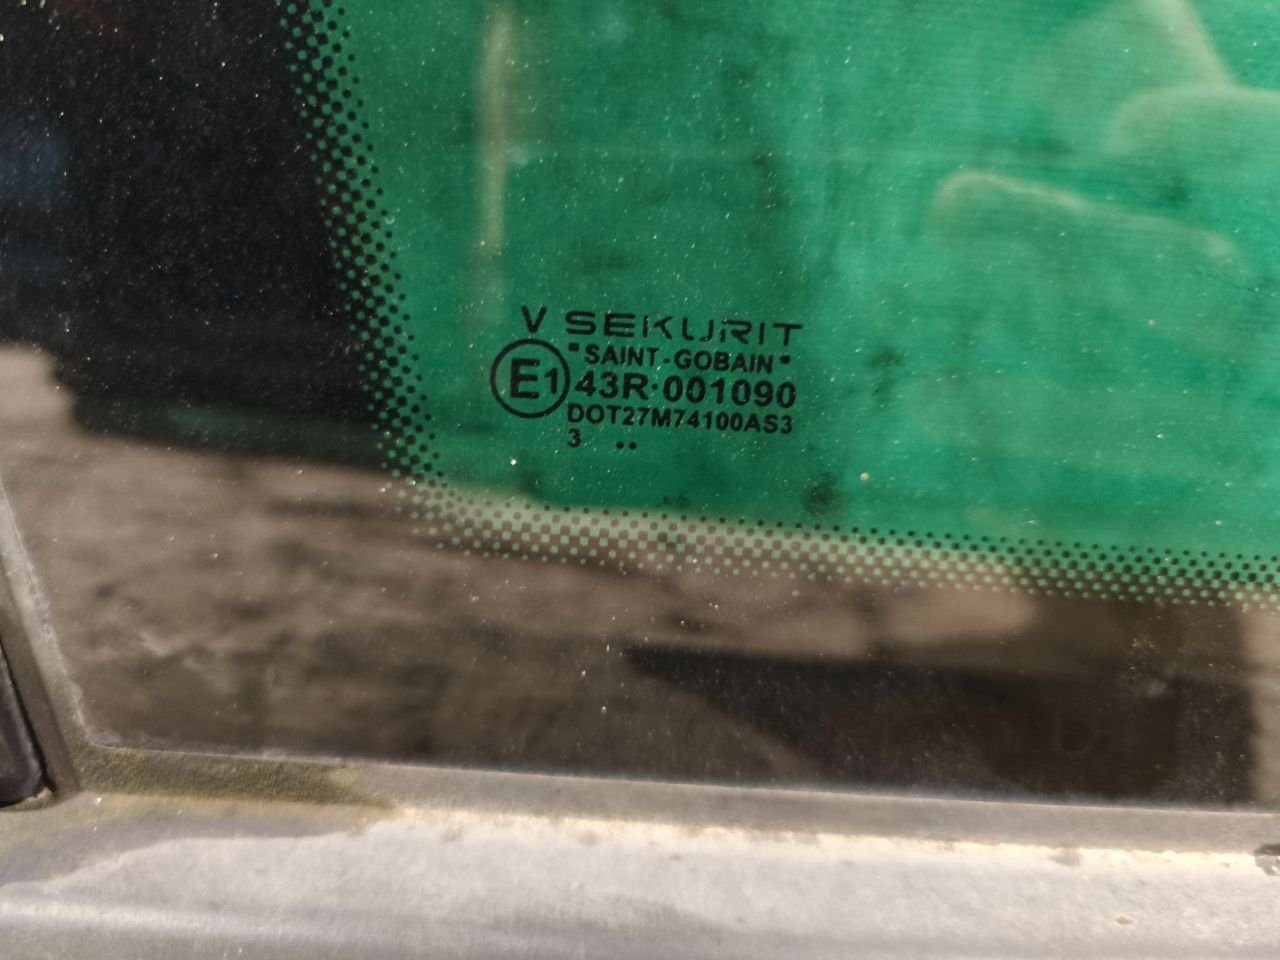 V SEKURIT
"SAINT-GOBAIN"
E1 43R-001090
DOT27M74100AS3
3 ..